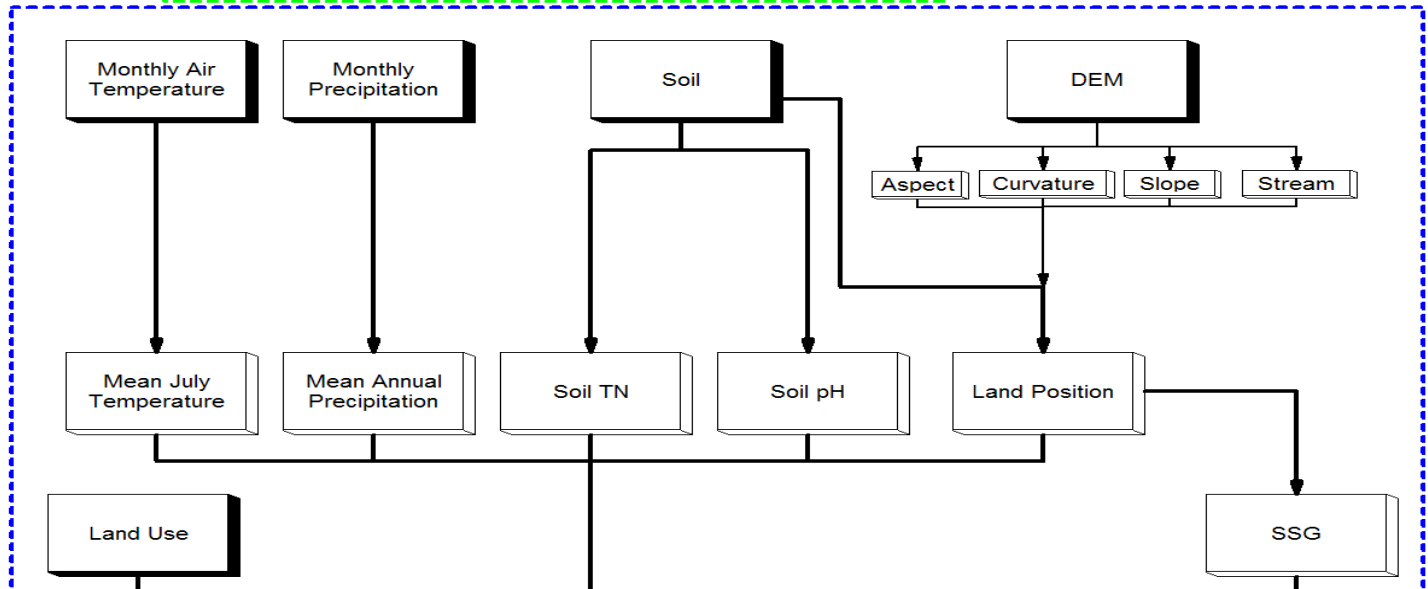 Monthly Air
Temperature
Monthly
Precipitation
Soil
DEM
Aspect
Curvature
Slope
Stream
Mean July
Temperature
Mean Annual
Precipitation
Soil TN
Soil pH
Land Position
Land Use
SSG